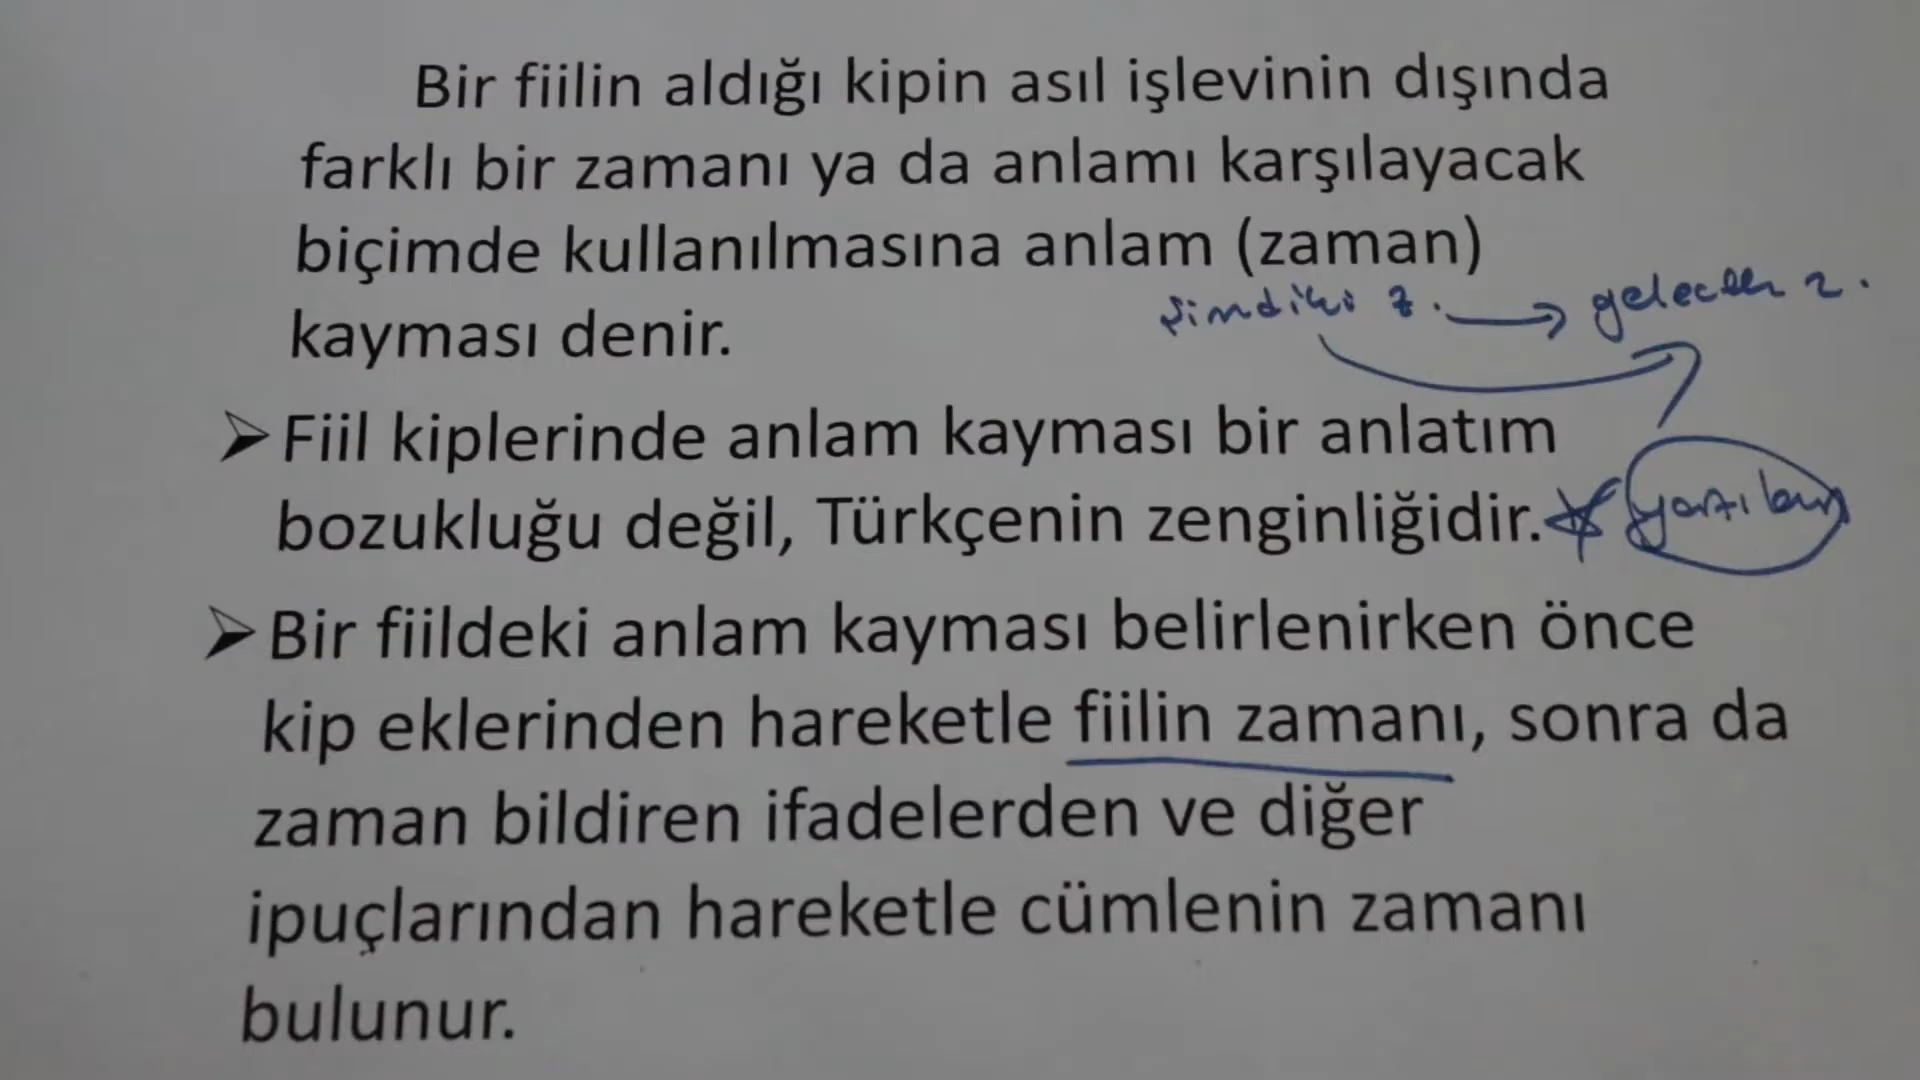 Bir fiilin aldığı kipin asıl işlevinin dışında
farklı bir zamanı ya da anlamı karşılayacak
biçimde kullanılmasına anlam (zaman)
şimdiki z. → gelecek z.
kayması denir.
➢ Fiil kiplerinde anlam kayması bir anlatım
bozukluğu değil, Türkçenin zenginliğidir.
➢ Bir fiildeki anlam kayması belirlenirken önce
kip eklerinden hareketle fiilin zamanı, sonra da
zaman bildiren ifadelerden ve diğer
ipuçlarından hareketle cümlenin zamanı
bulunur.